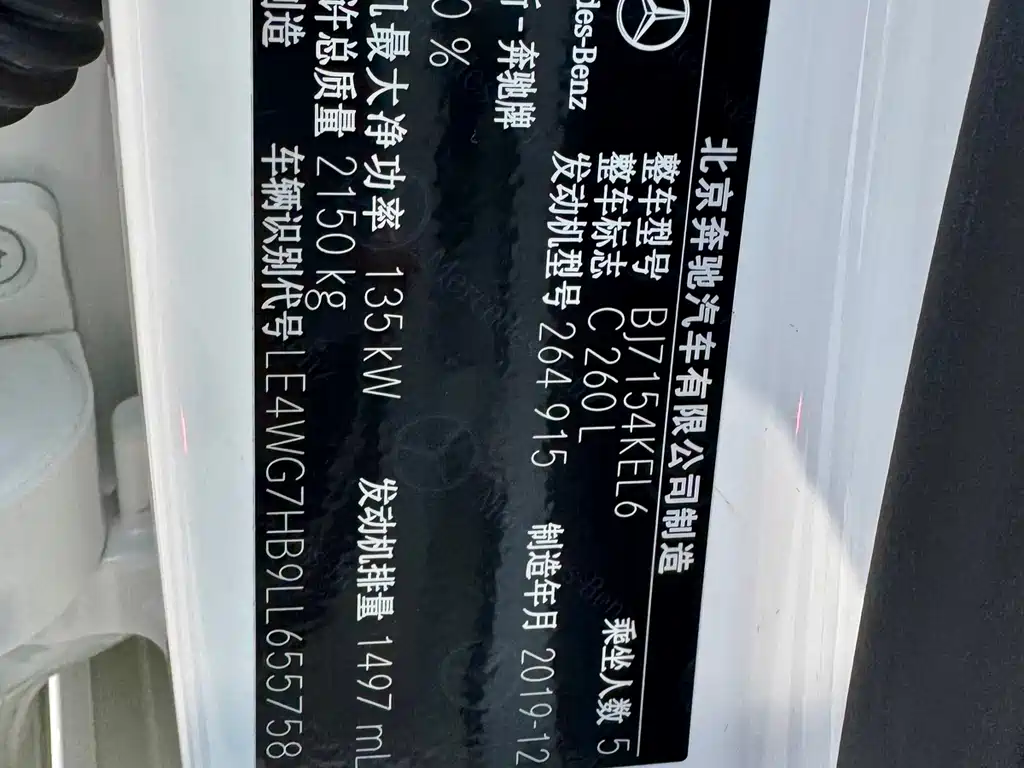 北京奔驰汽车有限公司制造
整车型号 BJ7154KEL6
整车标志 C 260 L 乘坐人数 5
des-Benz 发动机型号 264 915 制造年月 2019-12
-奔驰牌
0 %
最大净功率 135 kW 发动机排量 1497 mL
许总质量 2150 kg
制造
车辆识别代号 LE4WG7HB9LL655758